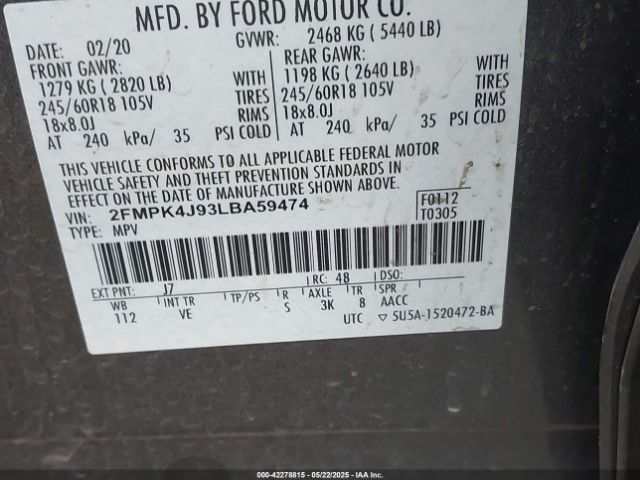 MFD. BY FORD MOTOR CO.
DATE: 02/20 GVWR: 2468 KG ( 5440 LB)
FRONT GAWR: REAR GAWR:
1279 KG ( 2820 LB) WITH 1198 KG ( 2640 LB) WITH
245/60R18 105V TIRES 245/60R18 105V TIRES
18x8.0J RIMS 18x8.0J RIMS
AT 240 kPa/ 35 PSI COLD AT 240 kPa/ 35 PSI COLD
THIS VEHICLE CONFORMS TO ALL APPLICABLE FEDERAL MOTOR
VEHICLE SAFETY AND THEFT PREVENTION STANDARDS IN
EFFECT ON THE DATE OF MANUFACTURE SHOWN ABOVE.
VIN: 2FMPK4J93LBA59474 F0112
TYPE: MPV T0305
EXT PNT: J7 RC: 48 DSO:
WB INT TR TP/PS R AXLE TR SPR
112 VE S 3K 8 AACC
UTC ▽ 5U5A-1520472-BA
000-42278815 - 05/22/2025 - IAA Inc.